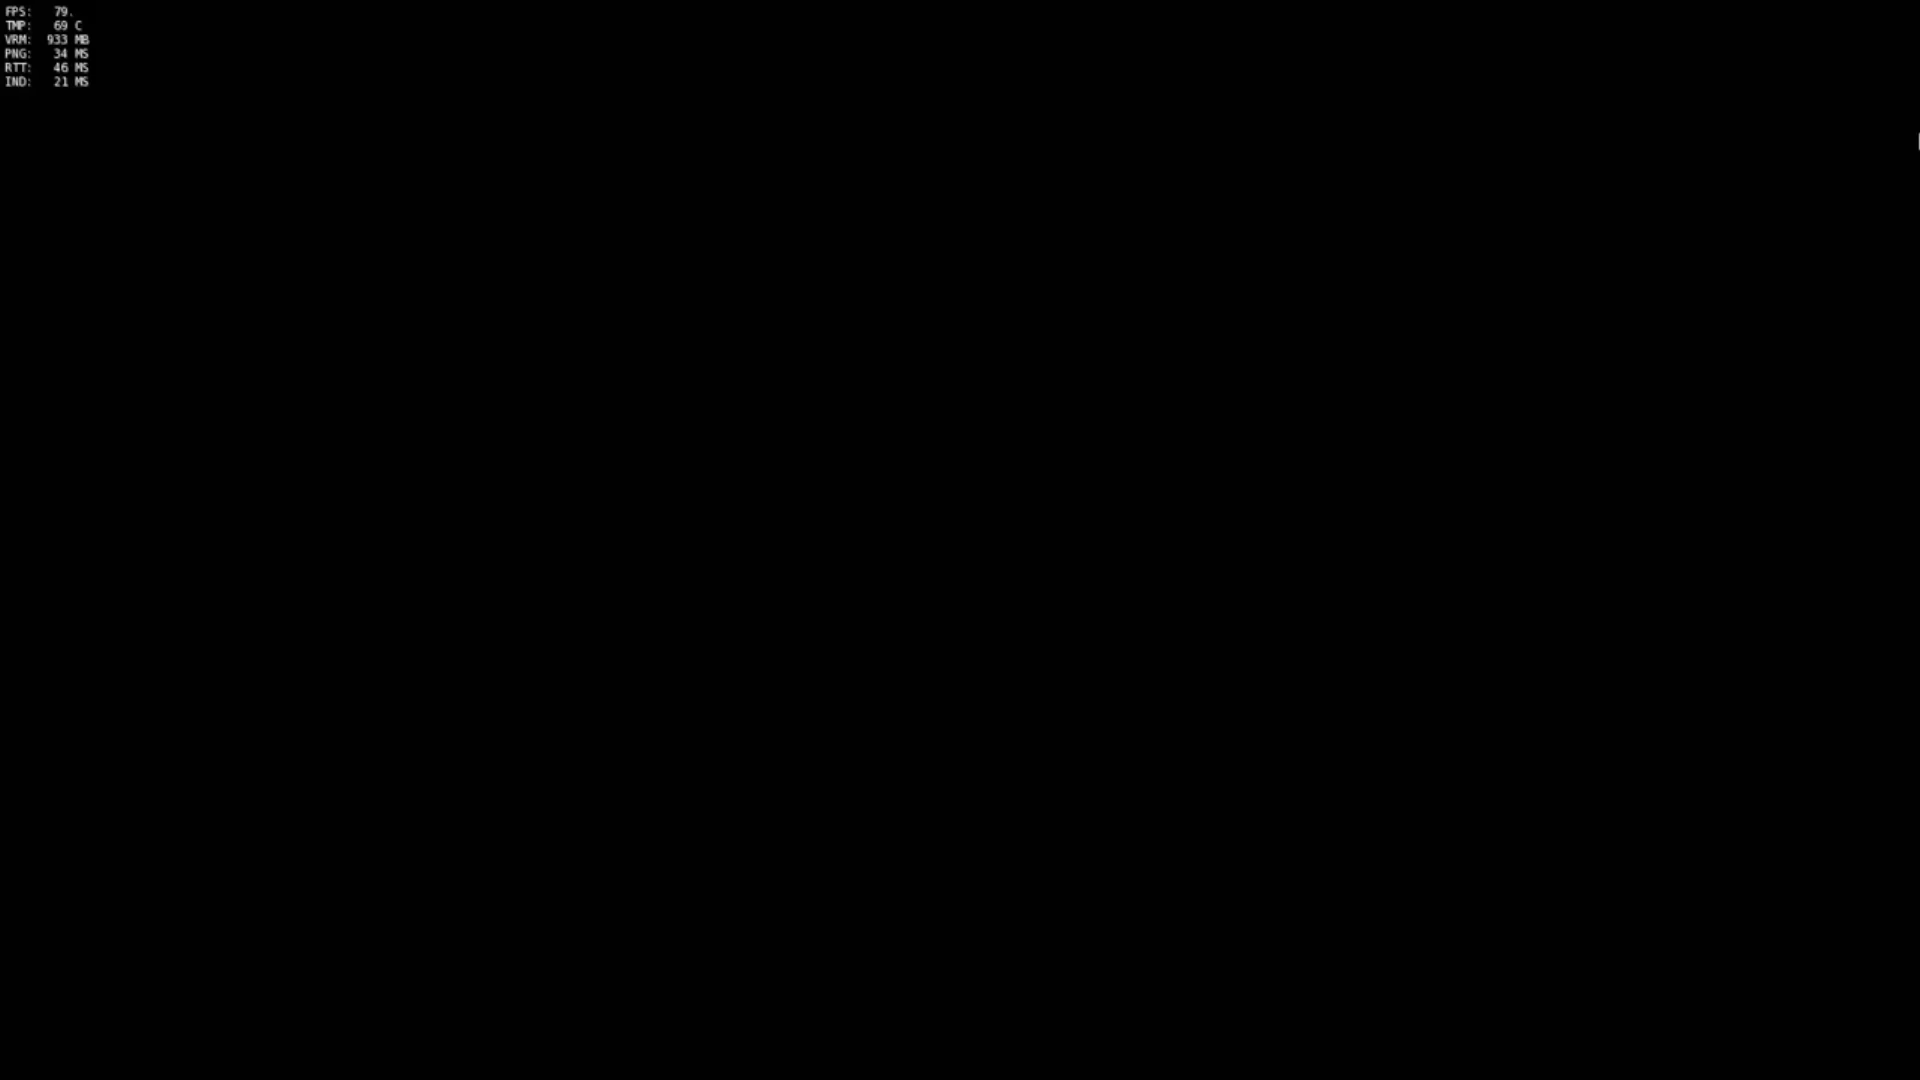 FPS: 79.
TMP: 69 C
VRM: 933 MB
PNG: 34 MS
RTT: 46 MS
IND: 21 MS